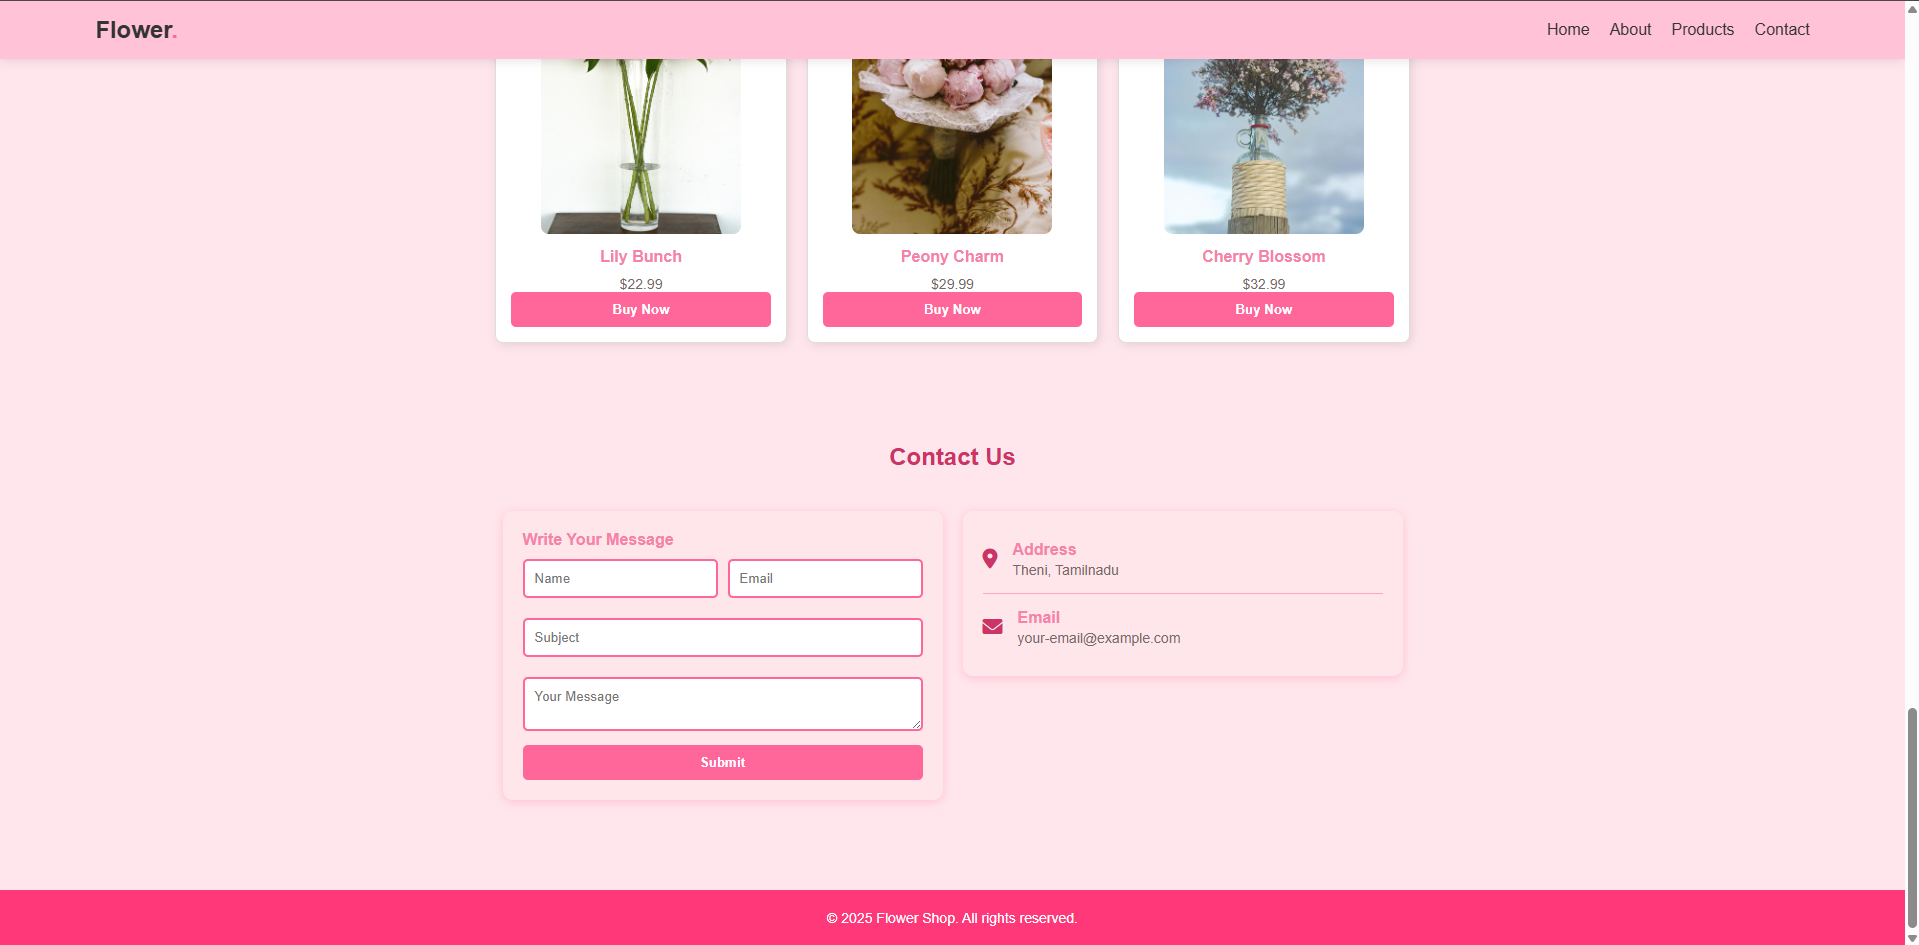 Flower.
Home About Products Contact
Lily Bunch
$22.99
Buy Now
Peony Charm
$29.99
Buy Now
Cherry Blossom
$32.99
Buy Now
Contact Us
Write Your Message
Name
Email
Subject
Your Message
Submit
Address
Theni, Tamilnadu
Email
your-email@example.com
© 2025 Flower Shop. All rights reserved.